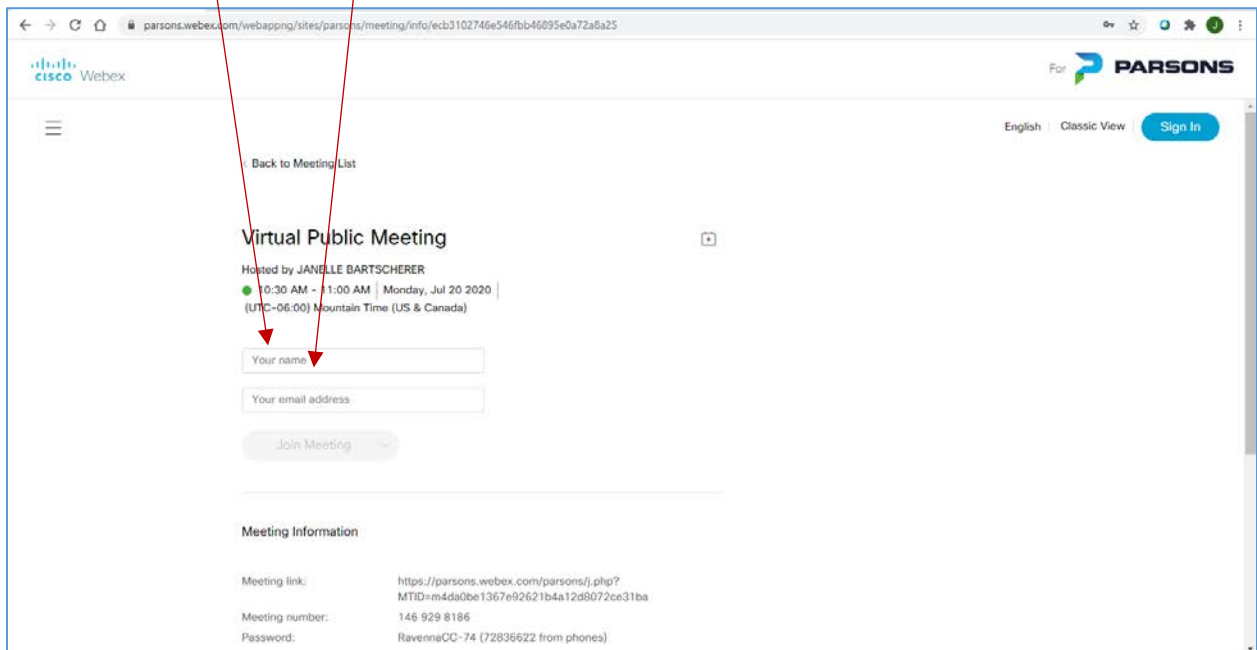 parsons.webex.com/webappng/sites/parsons/meeting/info/ecb3102746e546fbb46895e0a72a8a25
J
cisco Webex
For PARSONS
English Classic View Sign In
‹ Back to Meeting List
Virtual Public Meeting
Hosted by JANELLE BARTSCHERER
10:30 AM - 11:00 AM | Monday, Jul 20 2020 |
(UTC-06:00) Mountain Time (US & Canada)
Your name
Your email address
Join Meeting
Meeting Information
Meeting link: https://parsons.webex.com/parsons/j.php?
MTID=m4da0be1367e92621b4a12d8072ce31ba
Meeting number: 146 929 8186
Password: RavennaCC-74 (72836622 from phones)